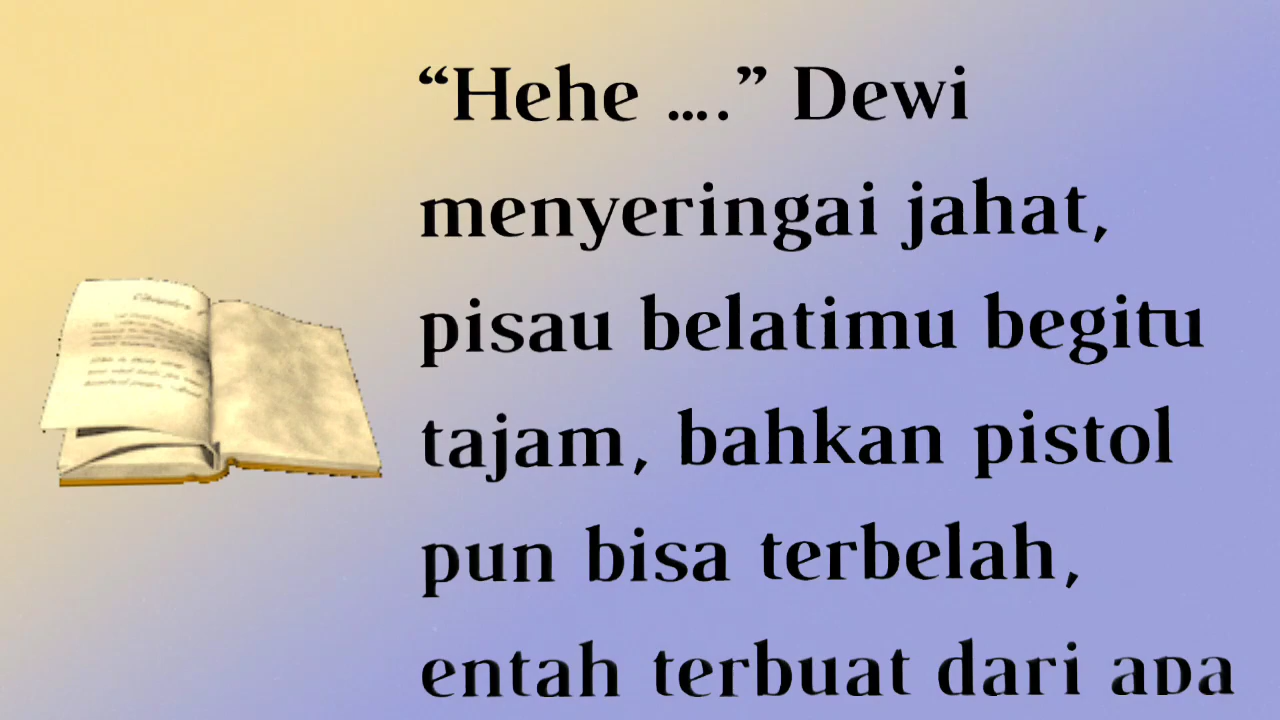 “Hehe ….” Dewi
menyeringai jahat,
pisau belatimu begitu
tajam, bahkan pistol
pun bisa terbelah,
entah terbuat dari apa